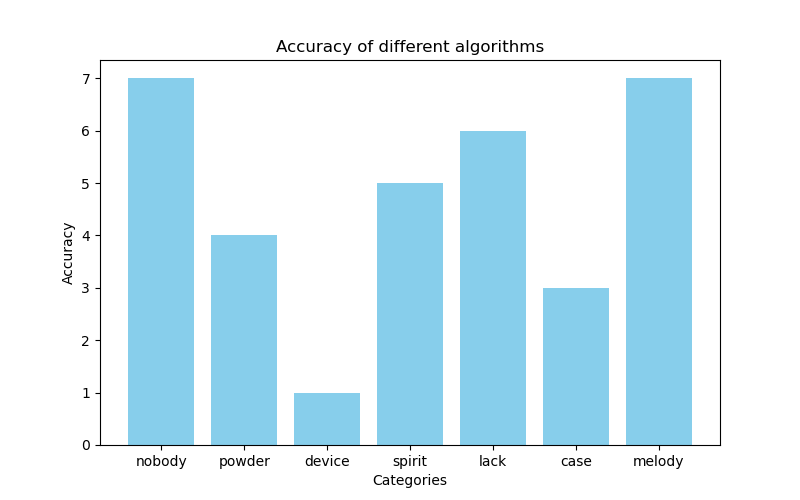 Accuracy of different algorithms
Accuracy
7
6
5
4
3
2
1
0
nobody powder device spirit lack case melody
Categories